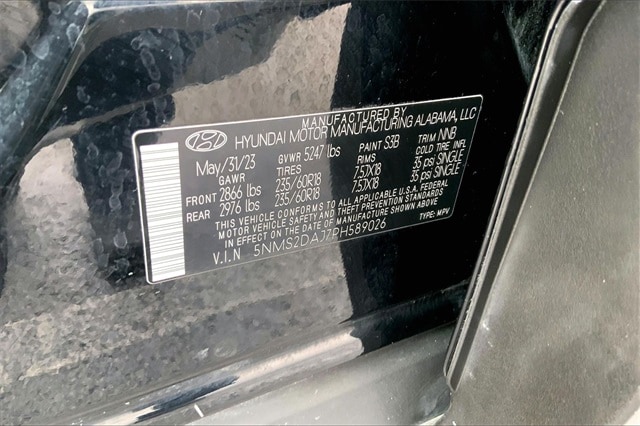 MANUFACTURED BY
HYUNDAI MOTOR MANUFACTURING ALABAMA, LLC
May/31/23 GVWR 5247 lbs PAINT S3B TRIM NNB
GAWR TIRES RIMS COLD TIRE INFL
FRONT 2866 lbs 235/60R18 7.5JX18 35 psi SINGLE
REAR 2976 lbs 235/60R18 7.5JX18 35 psi SINGLE
THIS VEHICLE CONFORMS TO ALL APPLICABLE U.S.A. FEDERAL
MOTOR VEHICLE SAFETY AND THEFT PREVENTION STANDARDS IN
EFFECT ON THE DATE OF MANUFACTURE SHOWN ABOVE.
V.I.N 5NMS2DAJ7PH589026 TYPE: MPV